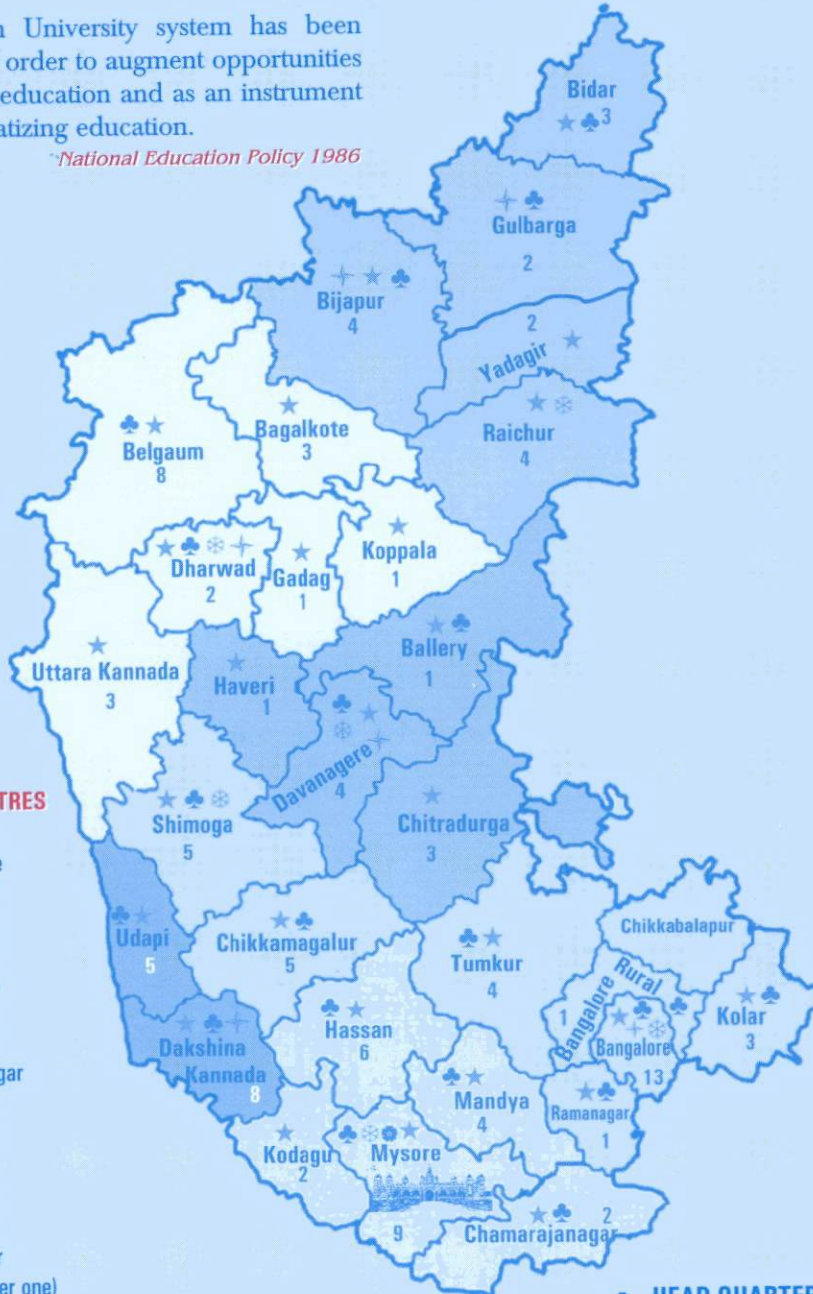 n University system has been
order to augment opportunities
education and as an instrument
atizing education.
National Education Policy 1986
Bidar
3
Gulbarga
2
Bijapur
4
2
Yadagir
Raichur
4
Bagalkote
3
Belgaum
8
Koppala
1
Dharwad
2
Gadag
1
Ballery
1
Uttara Kannada
3
Haveri
1
Davanagere
4
TRES
Shimoga
5
Chitradurga
3
e
Udapi
5
Chikkamagalur
5
Tumkur
4
Chikkabalapur
Bangalore Rural
1
Kolar
3
Hassan
6
Bangalore
13
Dakshina
Kannada
8
gar
Mandya
4
Ramanagar
1
Kodagu
2
Mysore
9
2
Chamarajanagar
r
er one)
HEAD QUARTER